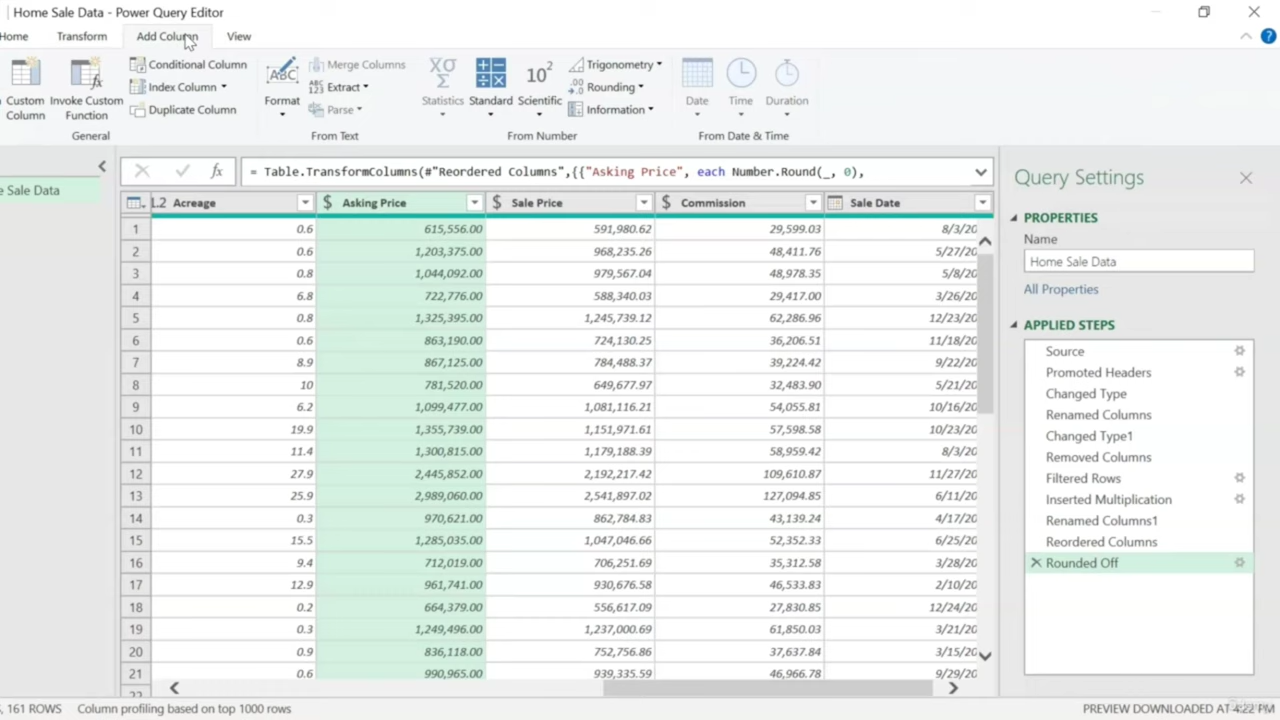 Home Sale Data - Power Query Editor
Home Transform Add Column View
Custom Column
Invoke Custom Function
Conditional Column
Index Column
Duplicate Column
General
Format
Merge Columns
Extract
Parse
From Text
Statistics
Standard
Scientific
Trigonometry
Rounding
Information
From Number
Date
Time
Duration
From Date & Time
e Sale Data
= Table.TransformColumns(#"Reordered Columns",{{"Asking Price", each Number.Round(_, 0),
1.2 Acreage $ Asking Price $ Sale Price $ Commission Sale Date
1 0.6 615,556.00 591,980.62 29,599.03 8/3/20
2 0.6 1,203,375.00 968,235.26 48,411.76 5/27/20
3 0.8 1,044,092.00 979,567.04 48,978.35 5/8/20
4 6.8 722,776.00 588,340.03 29,417.00 3/26/20
5 0.8 1,325,395.00 1,245,739.12 62,286.96 12/23/20
6 0.6 863,190.00 724,130.25 36,206.51 11/18/20
7 8.9 867,125.00 784,488.37 39,224.42 9/22/20
8 10 781,520.00 649,677.97 32,483.90 5/21/20
9 6.2 1,099,477.00 1,081,116.21 54,055.81 10/16/20
10 19.9 1,355,739.00 1,151,971.61 57,598.58 10/23/20
11 11.4 1,300,815.00 1,179,188.39 58,959.42 8/3/20
12 27.9 2,445,852.00 2,192,217.42 109,610.87 11/27/20
13 25.9 2,989,060.00 2,541,897.02 127,094.85 6/11/20
14 0.3 970,621.00 862,784.83 43,139.24 4/17/20
15 15.5 1,285,035.00 1,047,046.66 52,352.33 6/25/20
16 9.4 712,019.00 706,251.69 35,312.58 3/28/20
17 12.9 961,741.00 930,676.58 46,533.83 2/10/20
18 0.2 664,379.00 556,617.09 27,830.85 12/24/20
19 0.3 1,249,496.00 1,237,000.69 61,850.03 3/21/20
20 0.9 836,118.00 752,756.86 37,637.84 3/15/20
21 0.6 990,965.00 939,335.59 46,966.78 9/29/20
22
Query Settings
PROPERTIES
Name
Home Sale Data
All Properties
APPLIED STEPS
Source
Promoted Headers
Changed Type
Renamed Columns
Changed Type1
Removed Columns
Filtered Rows
Inserted Multiplication
Renamed Columns1
Reordered Columns
Rounded Off
, 161 ROWS Column profiling based on top 1000 rows
PREVIEW DOWNLOADED AT 4:22 PM